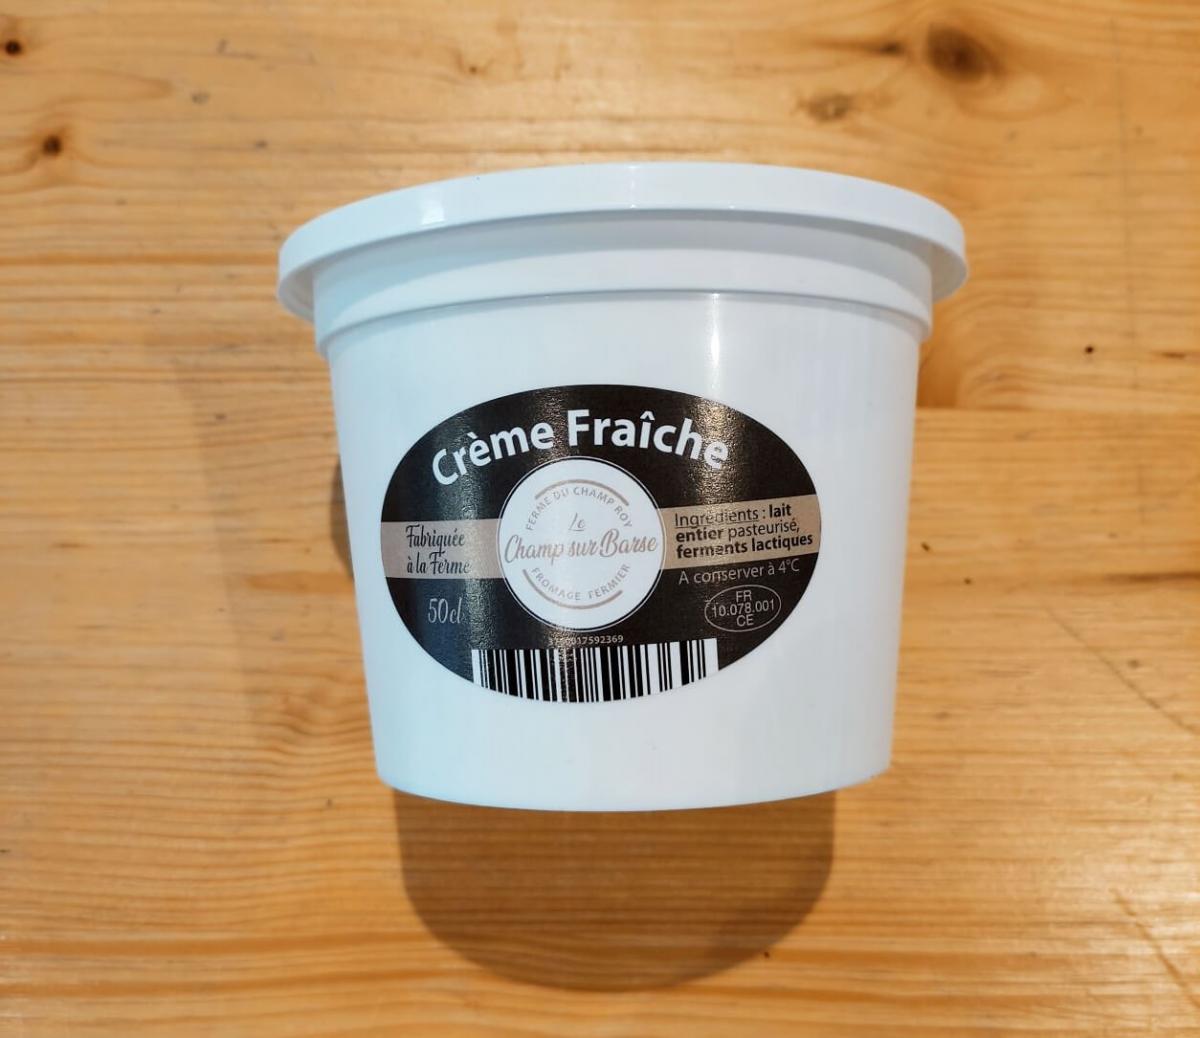 Crème Fraîche
FERME DU CHAMP ROY
Le
Champ sur Barse
FROMAGE FERMIER
Fabriquée
à la Ferme
50cl
Ingrédients : lait
entier pasteurisé,
ferments lactiques
A conserver à 4°C
FR
10.078.001
CE